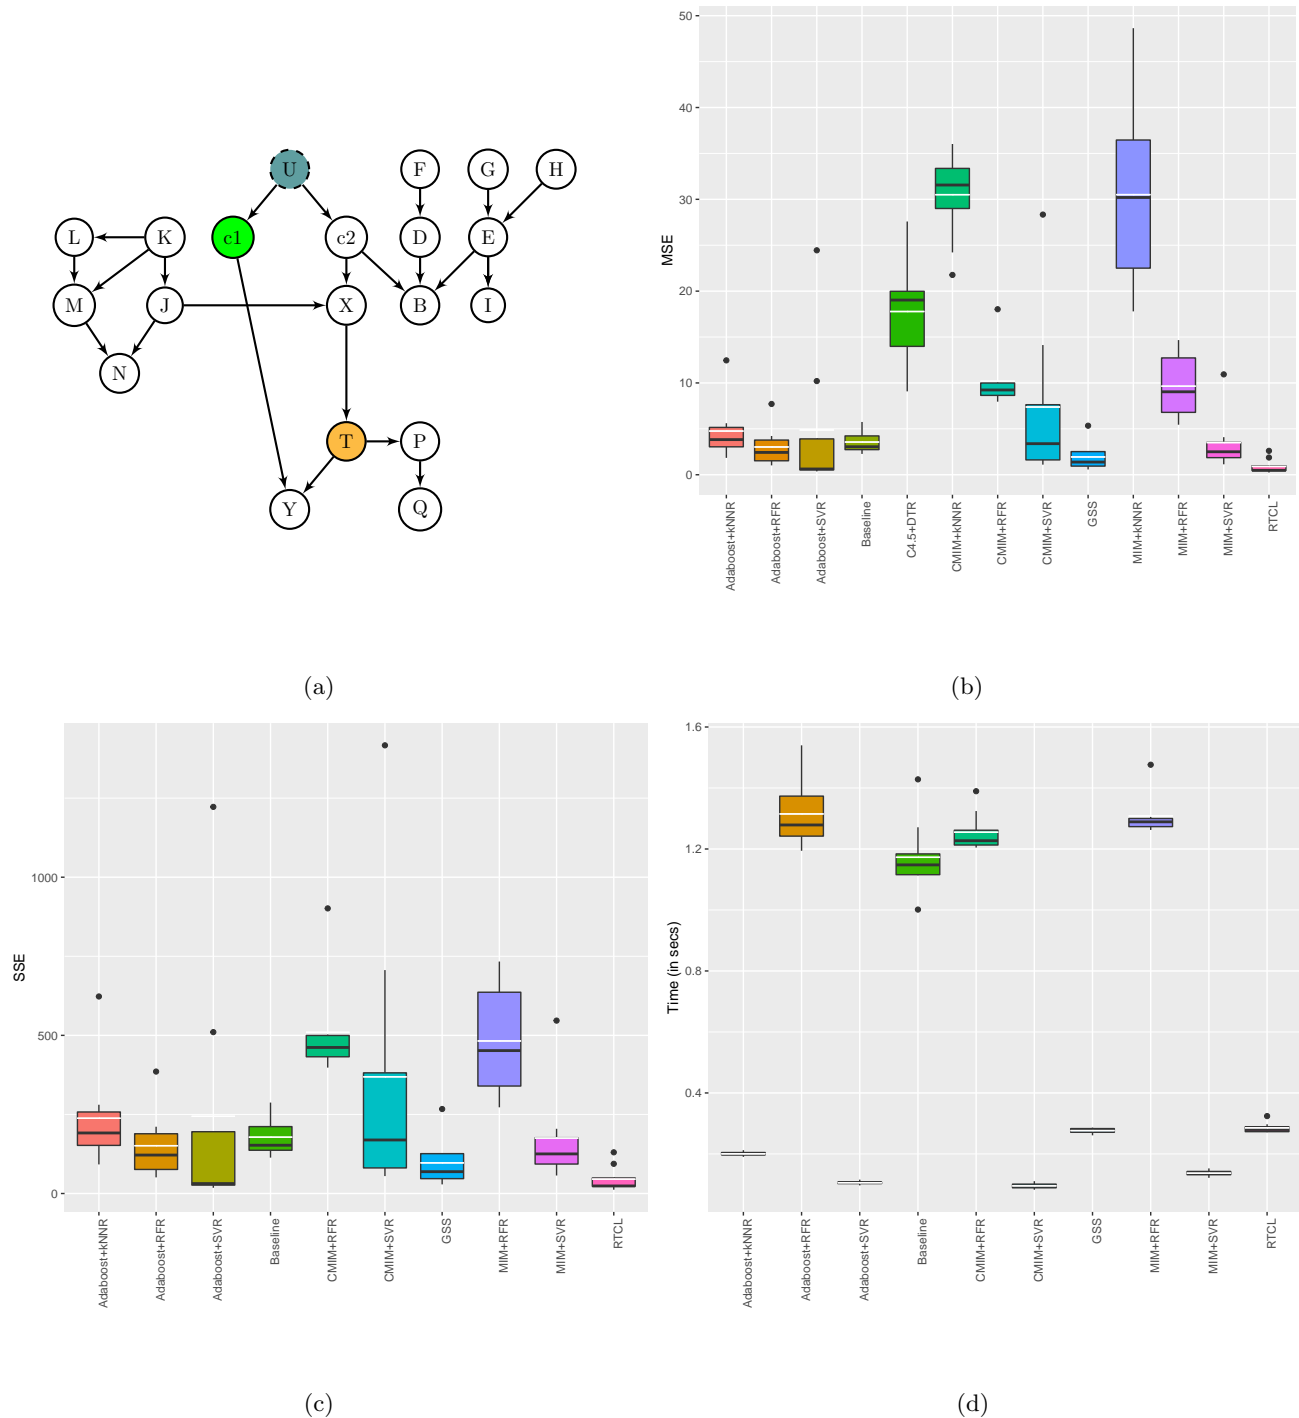 U
F
G
H
L
K
c1
c2
D
E
M
J
X
B
I
N
T
P
Y
Q
(a)
MSE
50
40
30
20
10
0
Adaboost+kNNR
Adabooost+RFR
Adaboost+SVR
Baseline
C4.5+DTR
CMIM+kNNR
CMIM+RFR
CMIM+SVR
GSS
MIM+kNNR
MIM+RFR
MIM+SVR
RTCL
(b)
SSE
1000
500
0
Adaboost+kNNR
Adabooost+RFR
Adaboost+SVR
Baseline
CMIM+RFR
CMIM+SVR
GSS
MIM+RFR
MIM+SVR
RTCL
(c)
Time (in secs)
1.6
1.2
0.8
0.4
Adaboost+kNNR
Adabooost+RFR
Adaboost+SVR
Baseline
CMIM+RFR
CMIM+SVR
GSS
MIM+RFR
MIM+SVR
RTCL
(d)